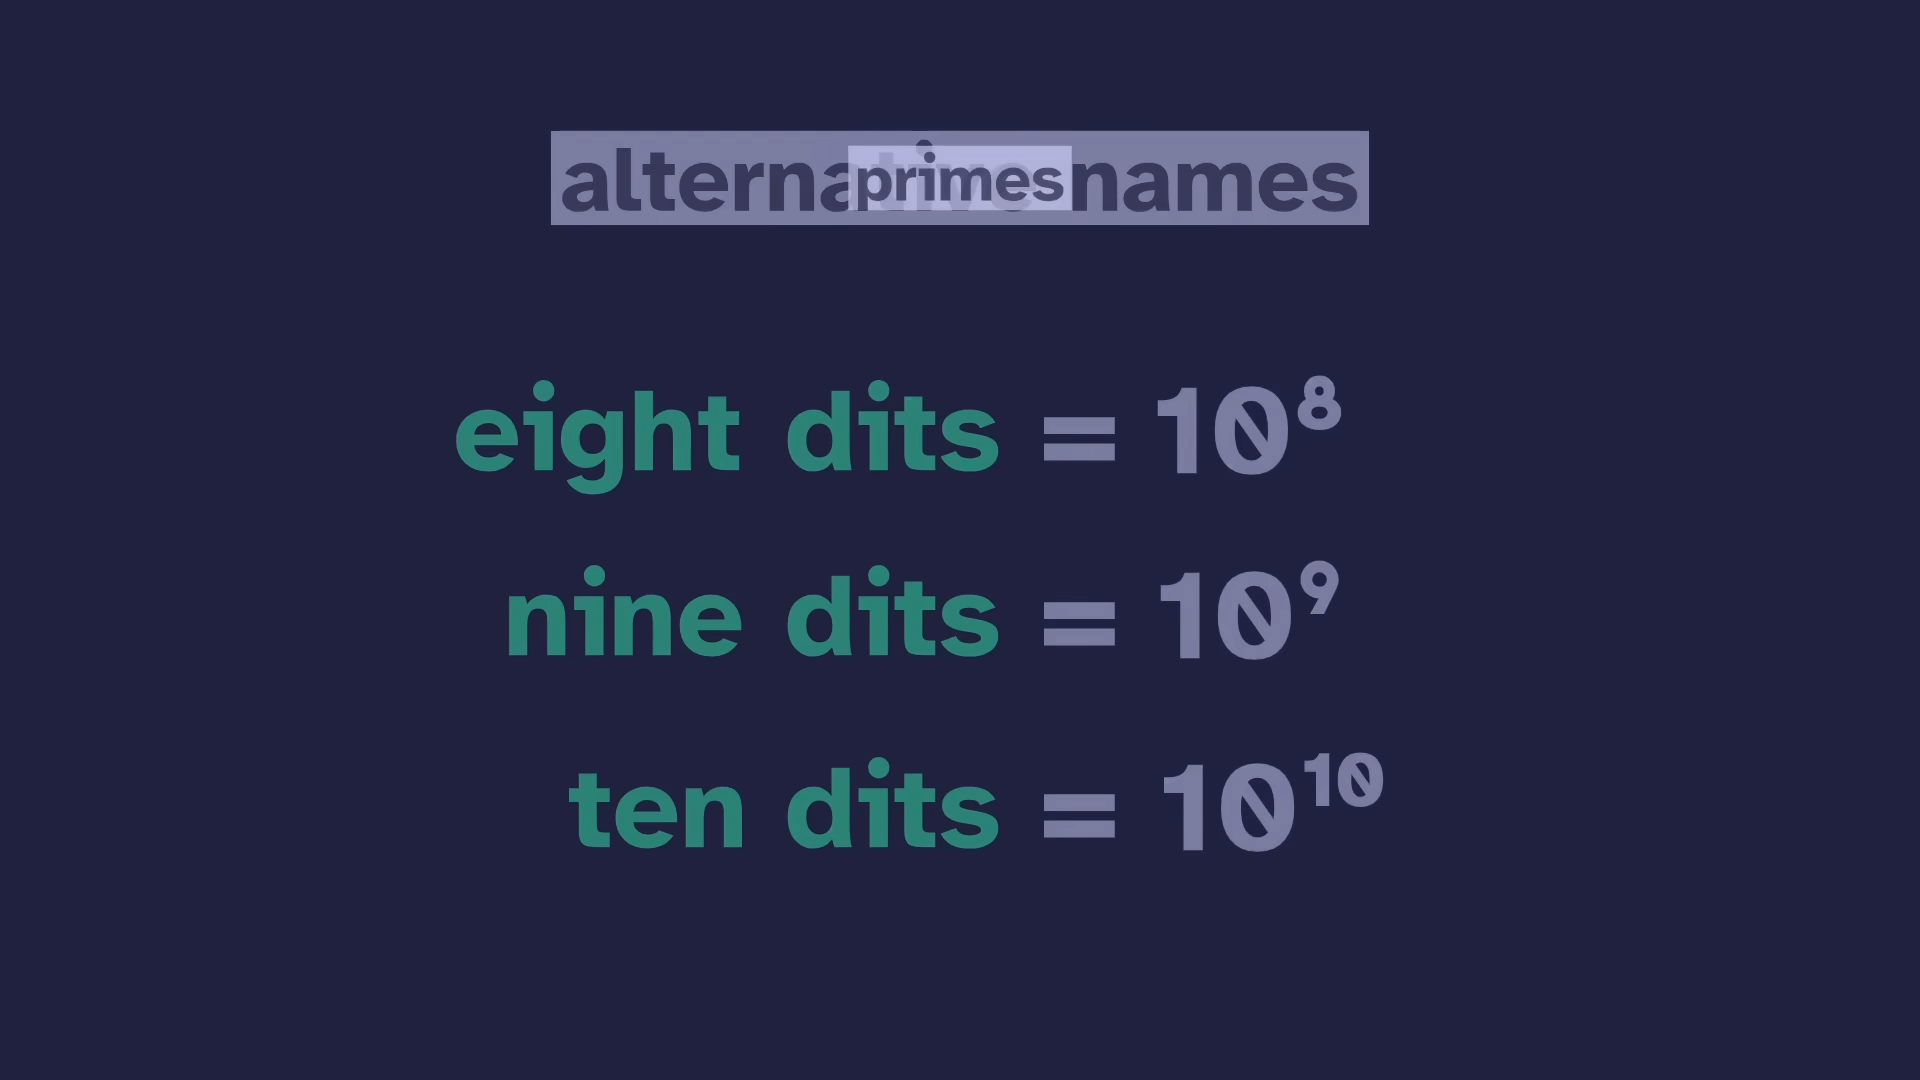 alternative names
primes
eight dits = 10⁸
nine dits = 10⁹
ten dits = 10¹⁰